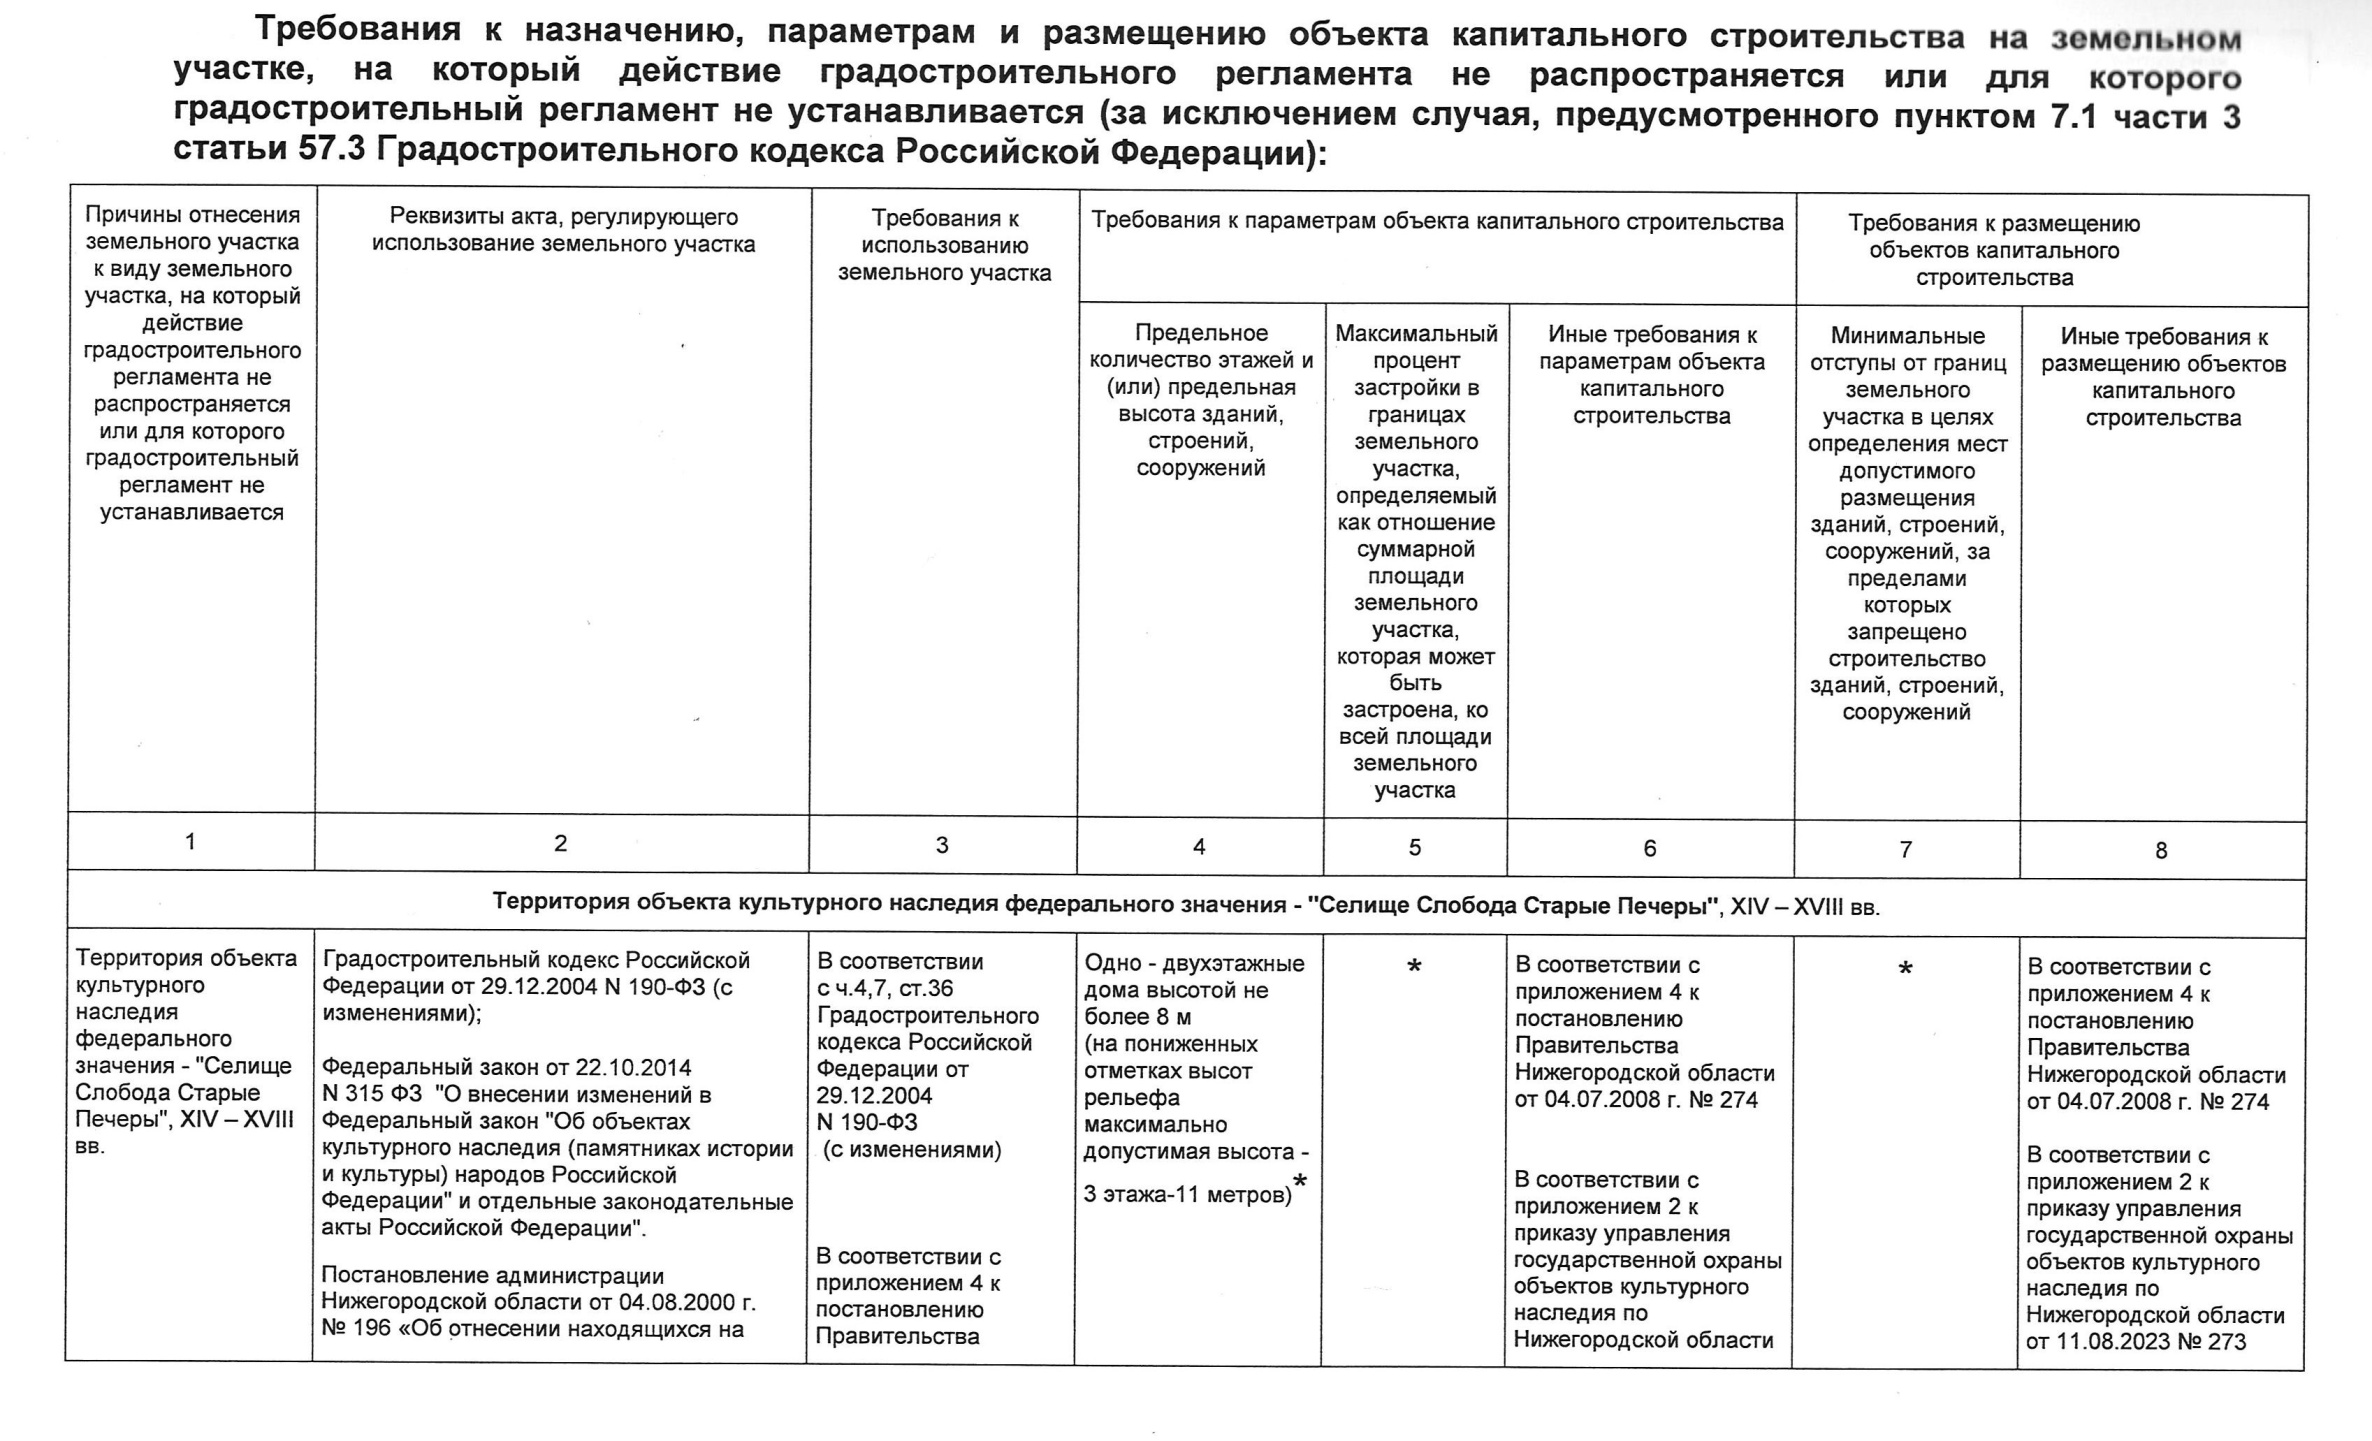 Требования к назначению, параметрам и размещению объекта капитального строительства на земельном
участке, на который действие градостроительного регламента не распространяется или для которого
градостроительный регламент не устанавливается (за исключением случая, предусмотренного пунктом 7.1 части 3
статьи 57.3 Градостроительного кодекса Российской Федерации):
Причины отнесения
земельного участка
к виду земельного
участка, на который
действие
градостроительного
регламента не
распространяется
или для которого
градостроительный
регламент не
устанавливается
Реквизиты акта, регулирующего
использование земельного участка
Требования к
использованию
земельного участка
Требования к параметрам объекта капитального строительства
Требования к размещению
объектов капитального
строительства
Предельное
количество этажей и
(или) предельная
высота зданий,
строений,
сооружений
Максимальный
процент
застройки в
границах
земельного
участка,
определяемый
как отношение
суммарной
площади
земельного
участка,
которая может
быть
застроена, ко
всей площади
земельного
участка
Иные требования к
параметрам объекта
капитального
строительства
Минимальные
отступы от границ
земельного
участка в целях
определения мест
допустимого
размещения
зданий, строений,
сооружений, за
пределами
которых
запрещено
строительство
зданий, строений,
сооружений
Иные требования к
размещению объектов
капитального
строительства
1
2
3
4
5
6
7
8
Территория объекта культурного наследия федерального значения - "Селище Слобода Старые Печеры", XIV – XVIII вв.
Территория объекта
культурного
наследия
федерального
значения - "Селище
Слобода Старые
Печеры", XIV – XVIII
вв.
Градостроительный кодекс Российской
Федерации от 29.12.2004 N 190-ФЗ (с
изменениями);
Федеральный закон от 22.10.2014
N 315 ФЗ "О внесении изменений в
Федеральный закон "Об объектах
культурного наследия (памятниках истории
и культуры) народов Российской
Федерации" и отдельные законодательные
акты Российской Федерации".
Постановление администрации
Нижегородской области от 04.08.2000 г.
№ 196 «Об отнесении находящихся на
В соответствии
с ч.4,7, ст.36
Градостроительного
кодекса Российской
Федерации от
29.12.2004
N 190-ФЗ
(с изменениями)
В соответствии с
приложением 4 к
постановлению
Правительства
Одно - двухэтажные
дома высотой не
более 8 м
(на пониженных
отметках высот
рельефа
максимально
допустимая высота -
3 этажа-11 метров)*
*
В соответствии с
приложением 4 к
постановлению
Правительства
Нижегородской области
от 04.07.2008 г. № 274
В соответствии с
приложением 2 к
приказу управления
государственной охраны
объектов культурного
наследия по
Нижегородской области
*
В соответствии с
приложением 4 к
постановлению
Правительства
Нижегородской области
от 04.07.2008 г. № 274
В соответствии с
приложением 2 к
приказу управления
государственной охраны
объектов культурного
наследия по
Нижегородской области
от 11.08.2023 № 273